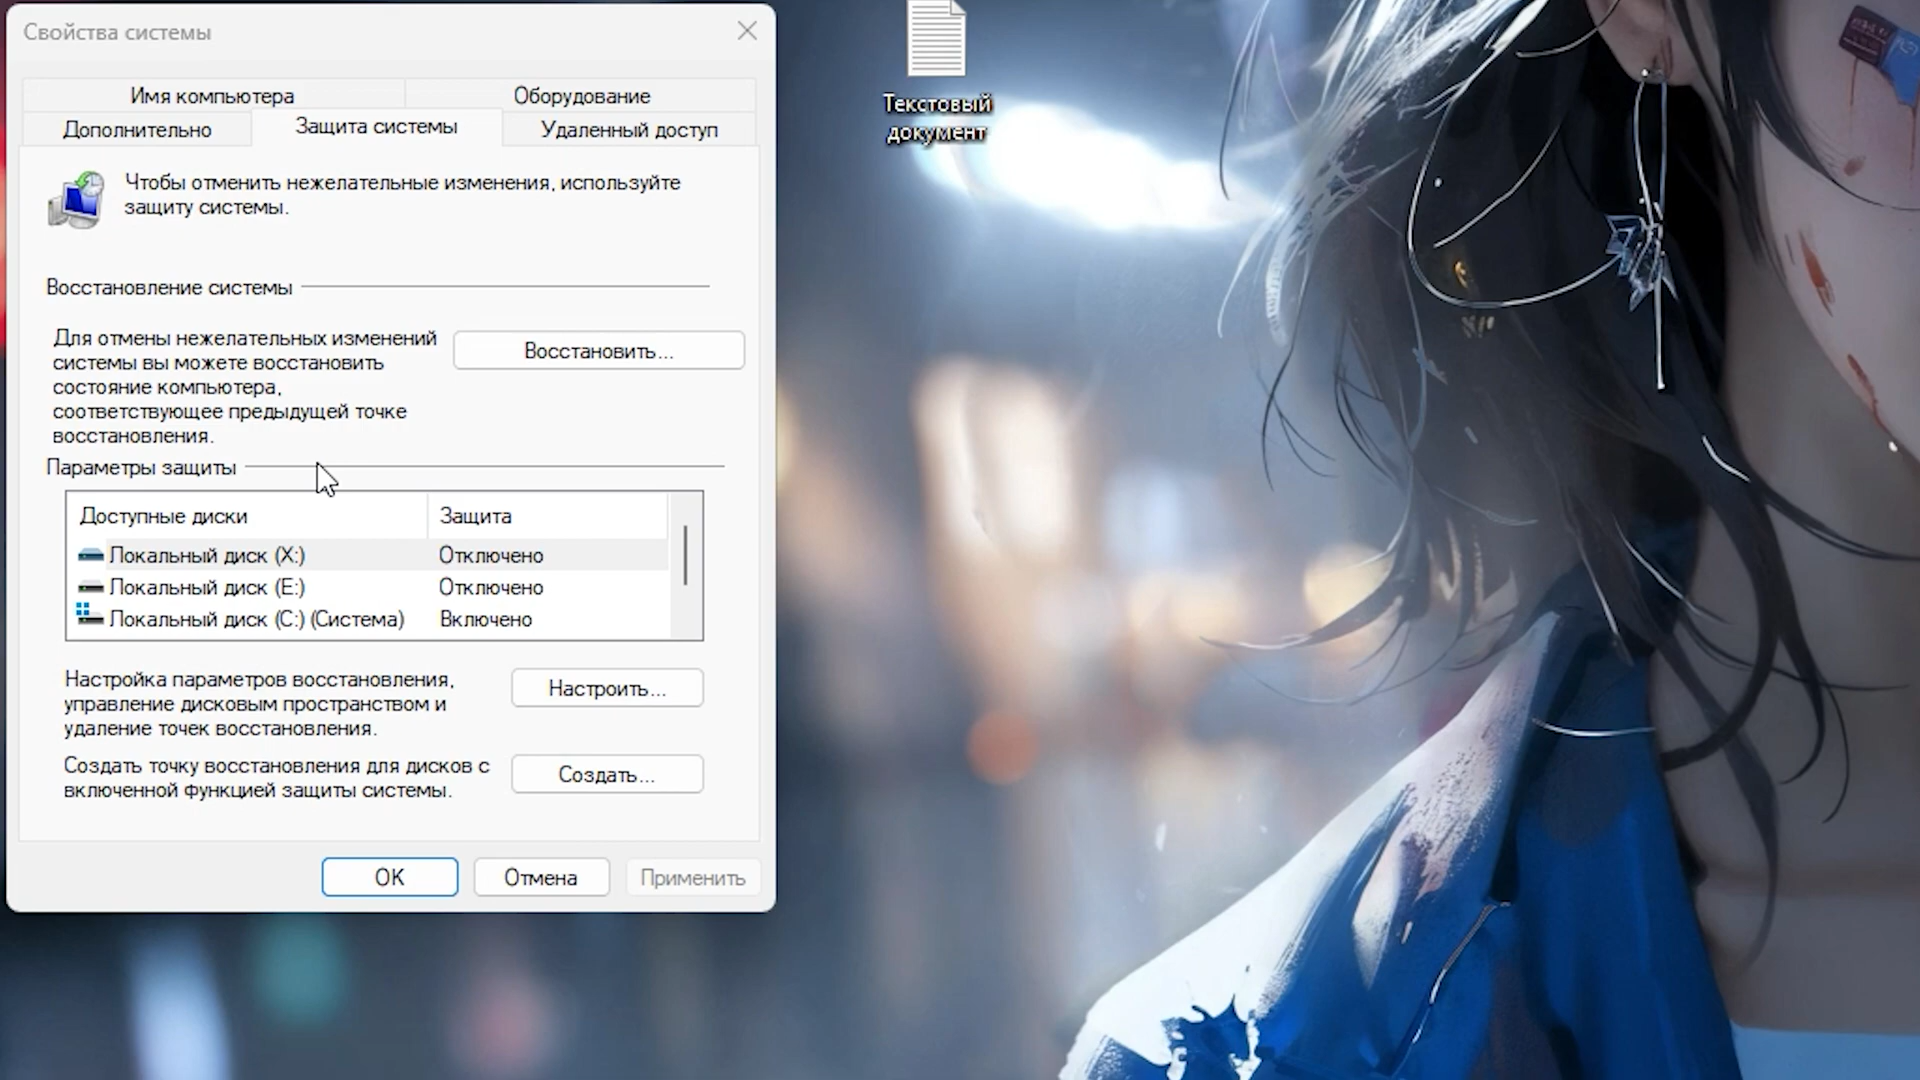 Свойства системы
Имя компьютера
Оборудование
Дополнительно
Защита системы
Удаленный доступ
Чтобы отменить нежелательные изменения, используйте
защиту системы.
Восстановление системы
Для отмены нежелательных изменений
системы вы можете восстановить
состояние компьютера,
соответствующее предыдущей точке
восстановления.
Восстановить...
Параметры защиты
Доступные диски
Защита
Локальный диск (X:)
Отключено
Локальный диск (E:)
Отключено
Локальный диск (C:) (Система)
Включено
Настройка параметров восстановления,
управление дисковым пространством и
удаление точек восстановления.
Настроить...
Создать точку восстановления для дисков с
включенной функцией защиты системы.
Создать...
OK
Отмена
Применить
Текстовый
документ